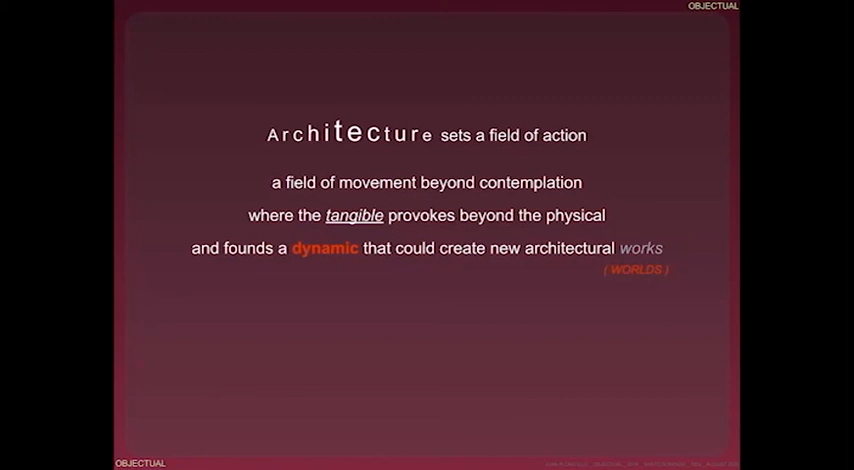 OBJECTUAL
Architecture sets a field of action
a field of movement beyond contemplation
where the tangible provokes beyond the physical
and founds a dynamic that could create new architectural works
( WORLDS )
OBJECTUAL